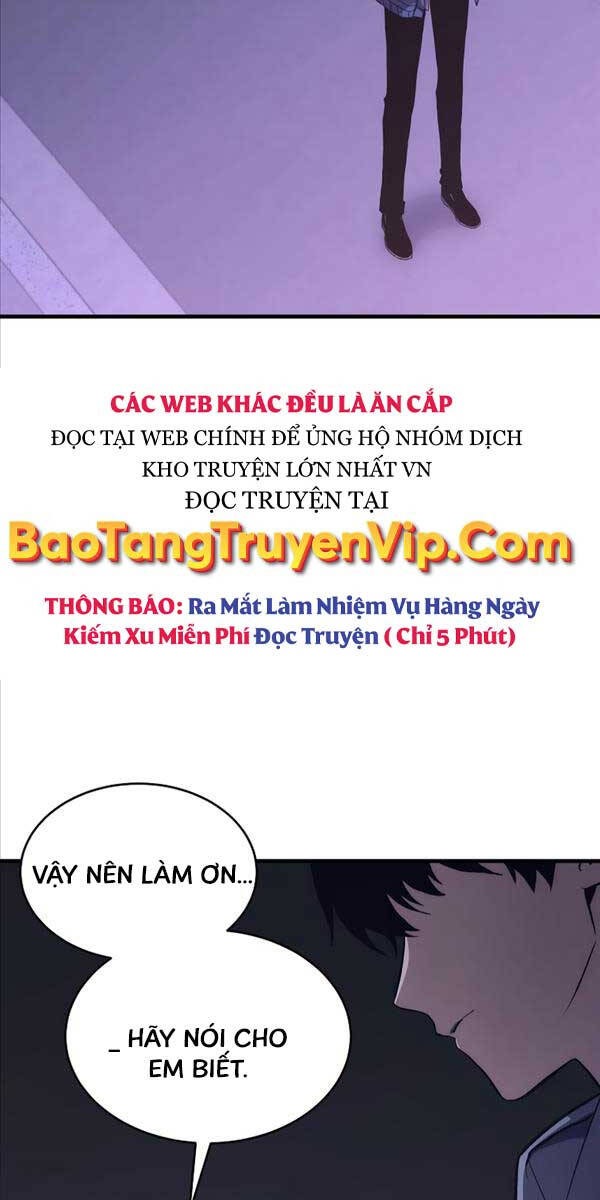 CÁC WEB KHÁC ĐỀU LÀ ĂN CẮP
ĐỌC TẠI WEB CHÍNH ĐỂ ỦNG HỘ NHÓM DỊCH
KHO TRUYỆN LỚN NHẤT VN
ĐỌC TRUYỆN TẠI
BaoTangTruyenVip.Com
THÔNG BÁO: Ra Mắt Làm Nhiệm Vụ Hàng Ngày
Kiếm Xu Miễn Phí Đọc Truyện ( Chỉ 5 Phút)
VẬY NÊN LÀM ƠN...
_ HÃY NÓI CHO
EM BIẾT.